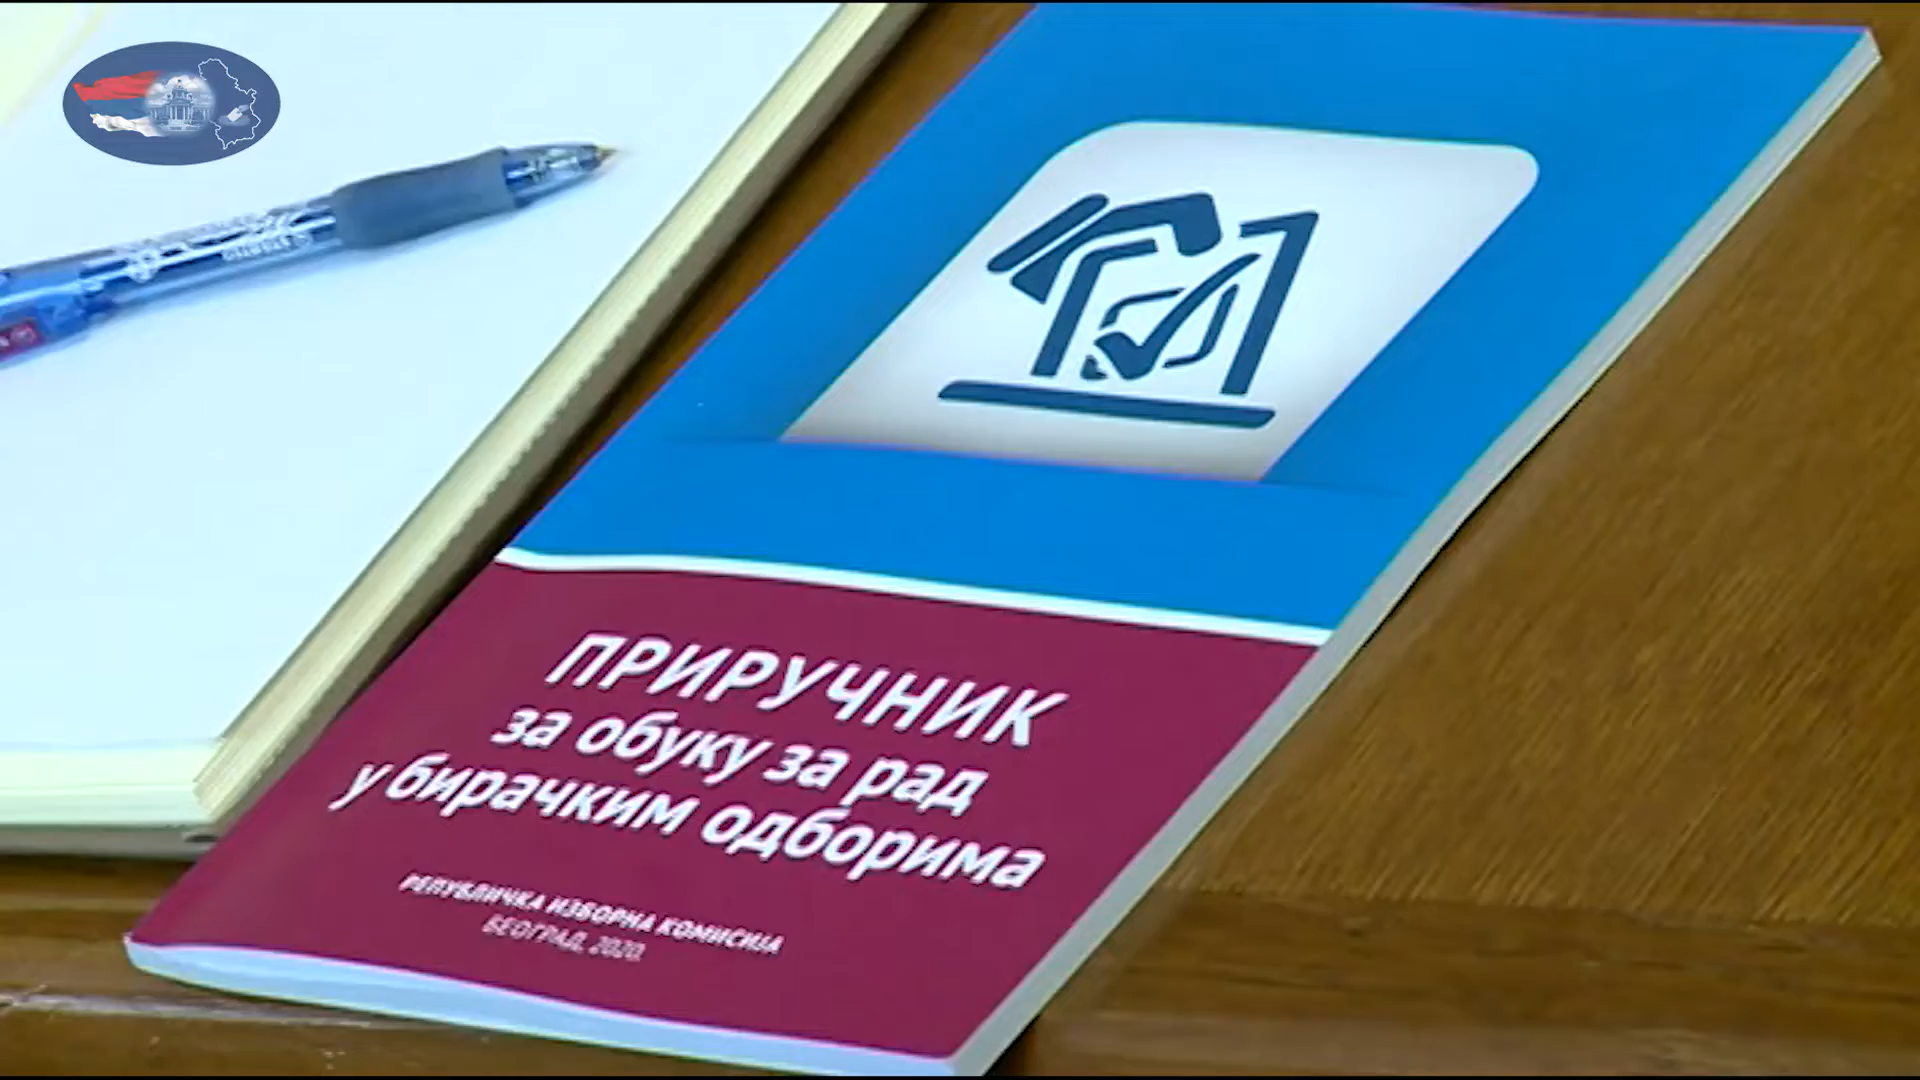 ПРИРУЧНИК
за обуку за рад
у бирачким одборима
РЕПУБЛИЧКА ИЗБОРНА КОМИСИЈА
БЕОГРАД, 2020.